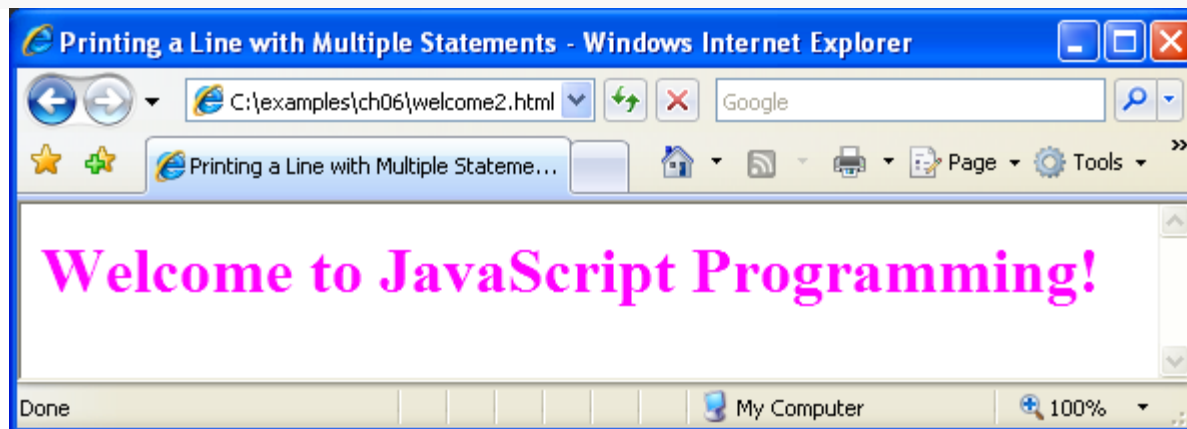 Printing a Line with Multiple Statements - Windows Internet Explorer
C:\examples\ch06\welcome2.html
Google
Printing a Line with Multiple Stateme...
Page
Tools
»
Welcome to JavaScript Programming!
Done
My Computer
100%